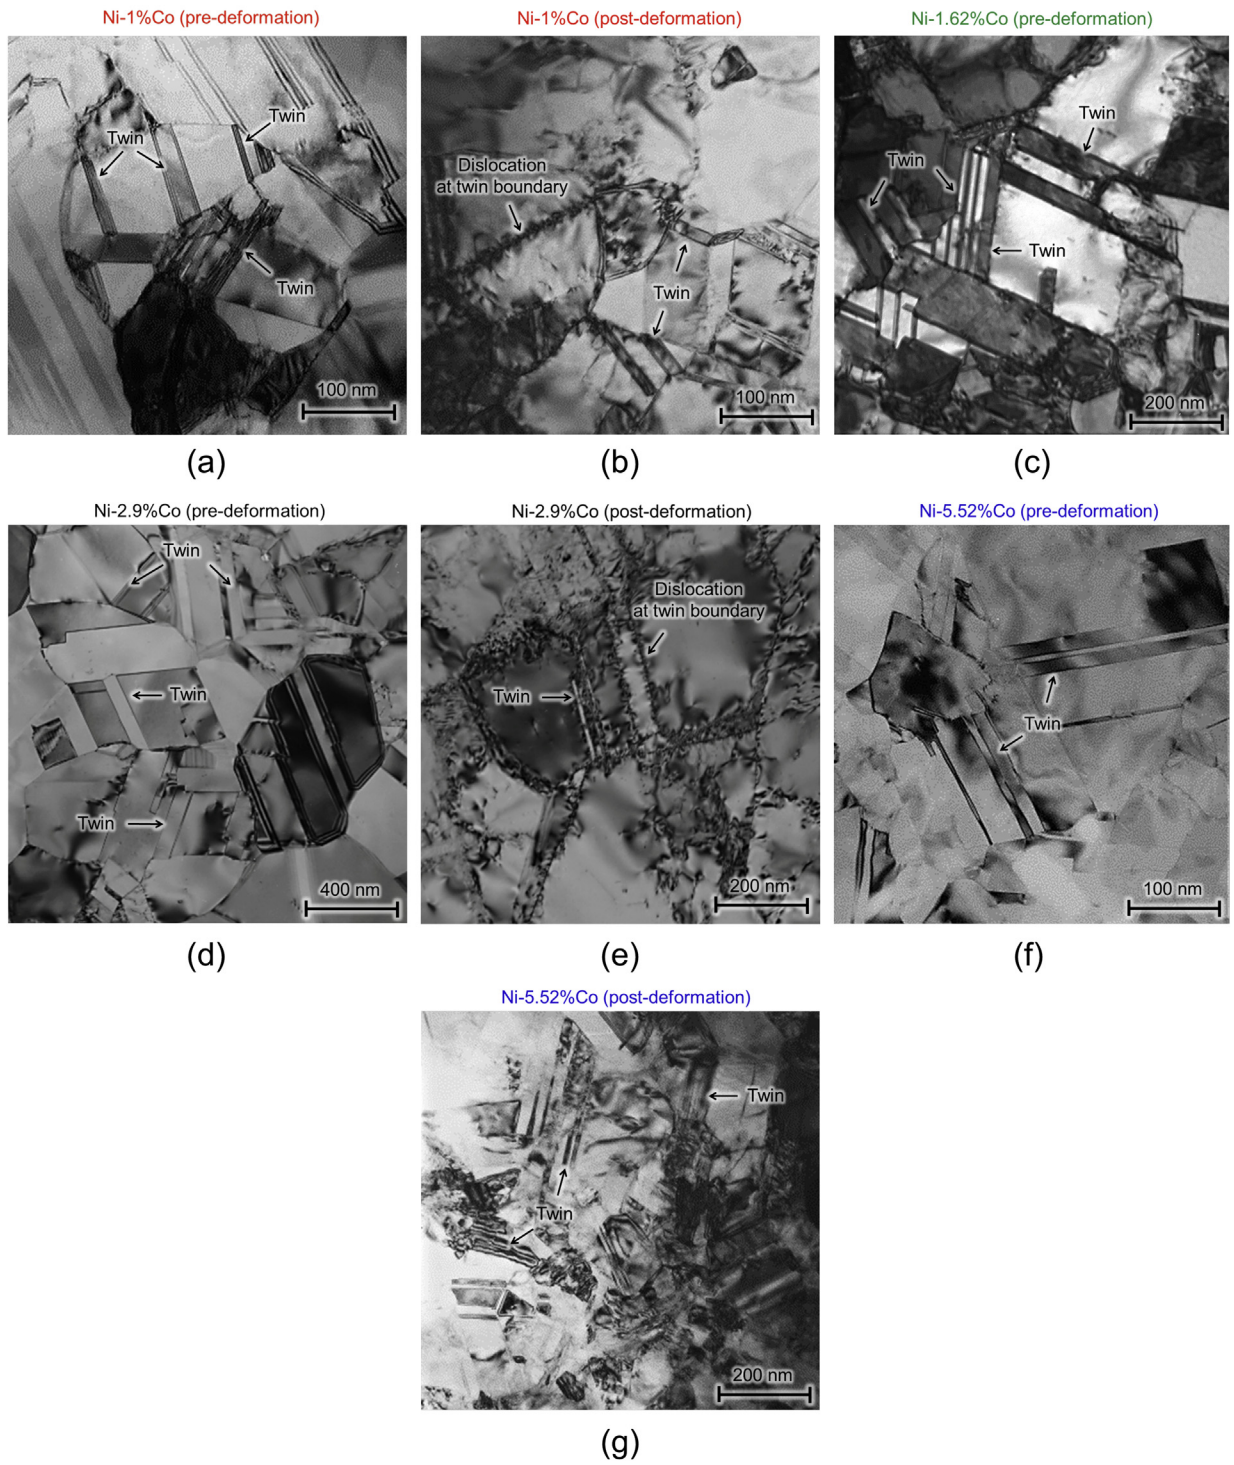 Ni-1%Co (pre-deformation)
Ni-1%Co (post-deformation)
Ni-1.62%Co (pre-deformation)
Twin
Twin
Twin
100 nm
Dislocation
at twin boundary
Twin
100 nm
Twin
Twin
Twin
200 nm
(a)
(b)
(c)
Ni-2.9%Co (pre-deformation)
Ni-2.9%Co (post-deformation)
Ni-5.52%Co (pre-deformation)
Twin
Twin
Twin
400 nm
Dislocation
at twin boundary
Twin
200 nm
Twin
100 nm
(d)
(e)
(f)
Ni-5.52%Co (post-deformation)
Twin
Twin
200 nm
(g)